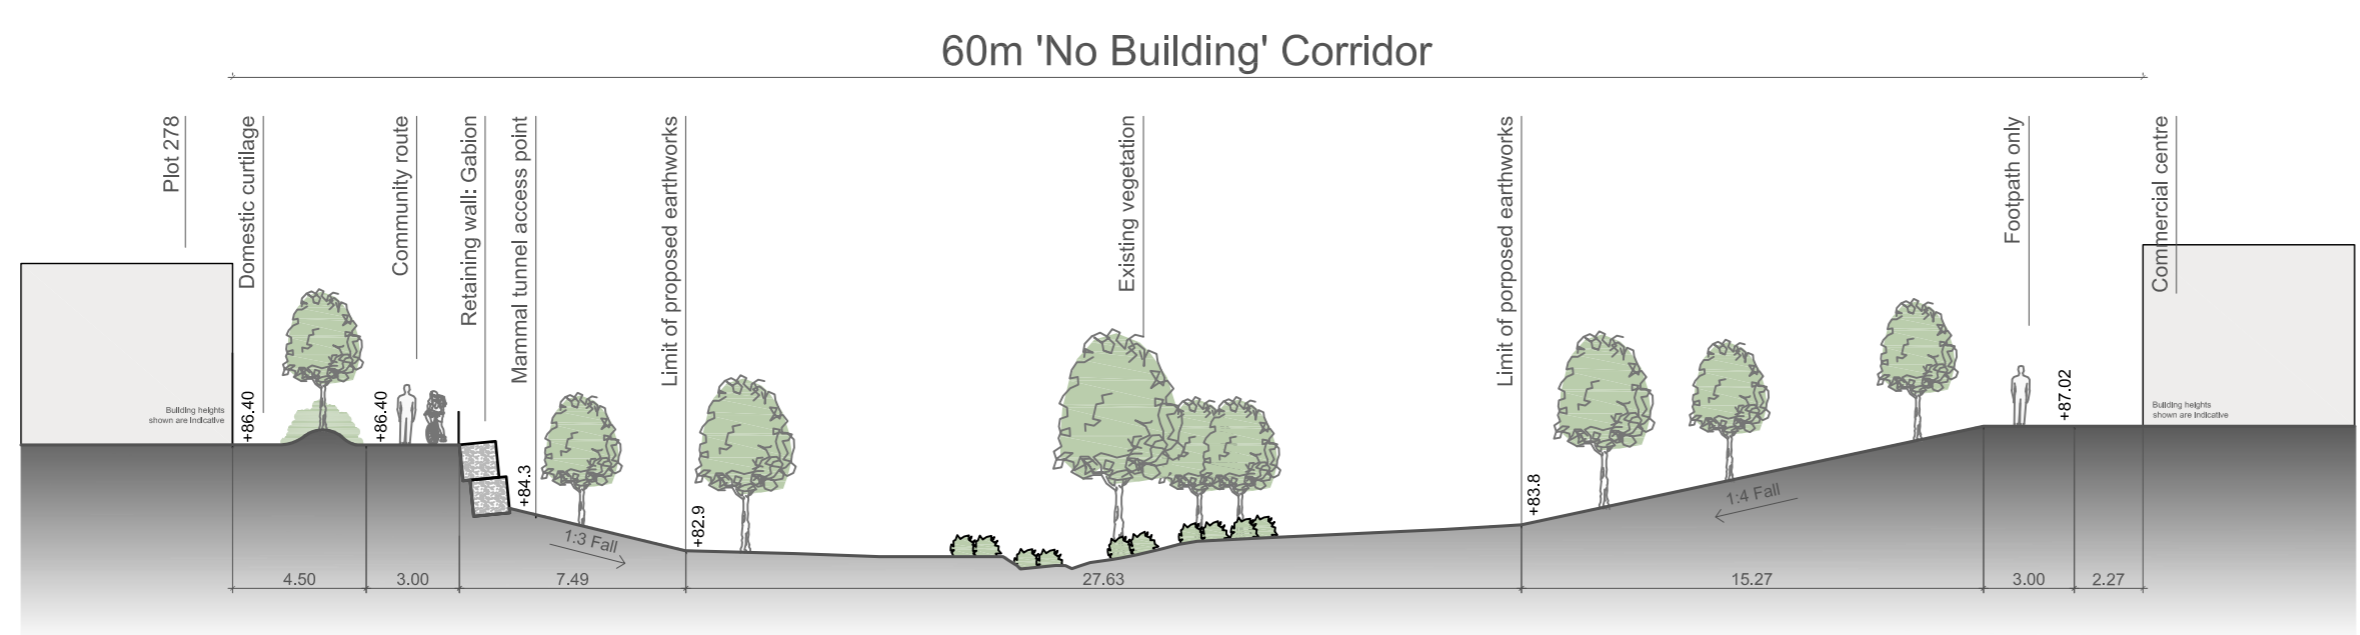 60m 'No Building' Corridor
Plot 278
Domestic curtilage
Community route
Retaining wall: Gabion
Mammal tunnel access point
Limit of proposed earthworks
Existing vegetation
Limit of porposed earthworks
Footpath only
Commercial centre
Building heights
shown are Indicative
+86.40
+86.40
+84.3
+82.9
+83.8
+87.02
Building heights
shown are Indicative
1:3 Fall
1:4 Fall
4.50
3.00
7.49
27.63
15.27
3.00
2.27